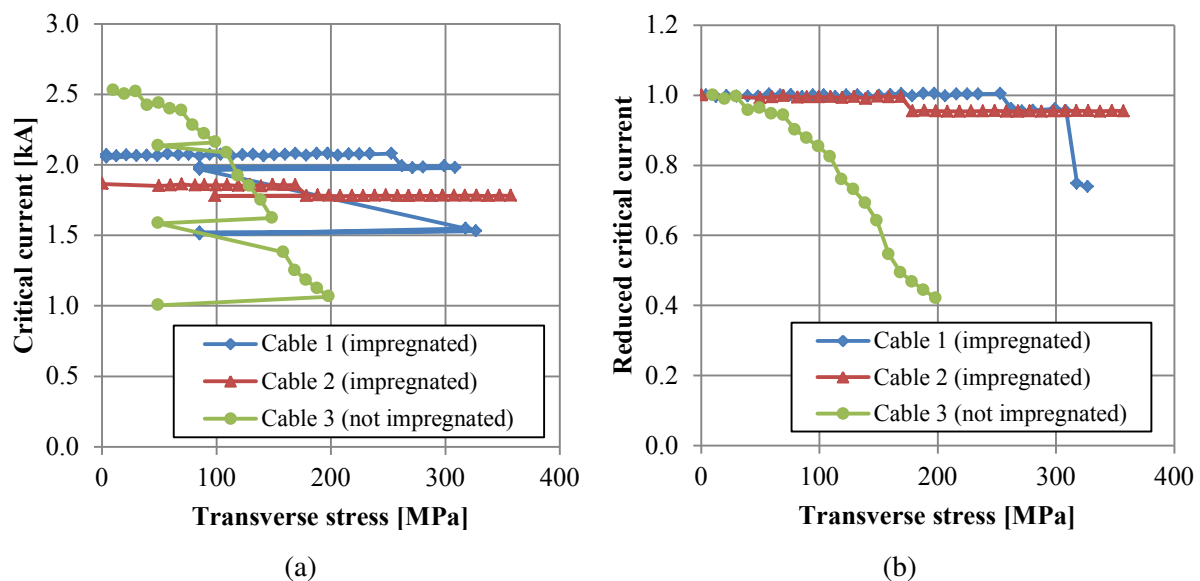 3.0
2.5
2.0
1.5
1.0
0.5
0.0
Critical current [kA]
Cable 1 (impregnated)
Cable 2 (impregnated)
Cable 3 (not impregnated)
0
100
200
300
400
Transverse stress [MPa]
(a)
1.2
1.0
0.8
0.6
0.4
0.2
0.0
Reduced critical current
Cable 1 (impregnated)
Cable 2 (impregnated)
Cable 3 (not impregnated)
0
100
200
300
400
Transverse stress [MPa]
(b)